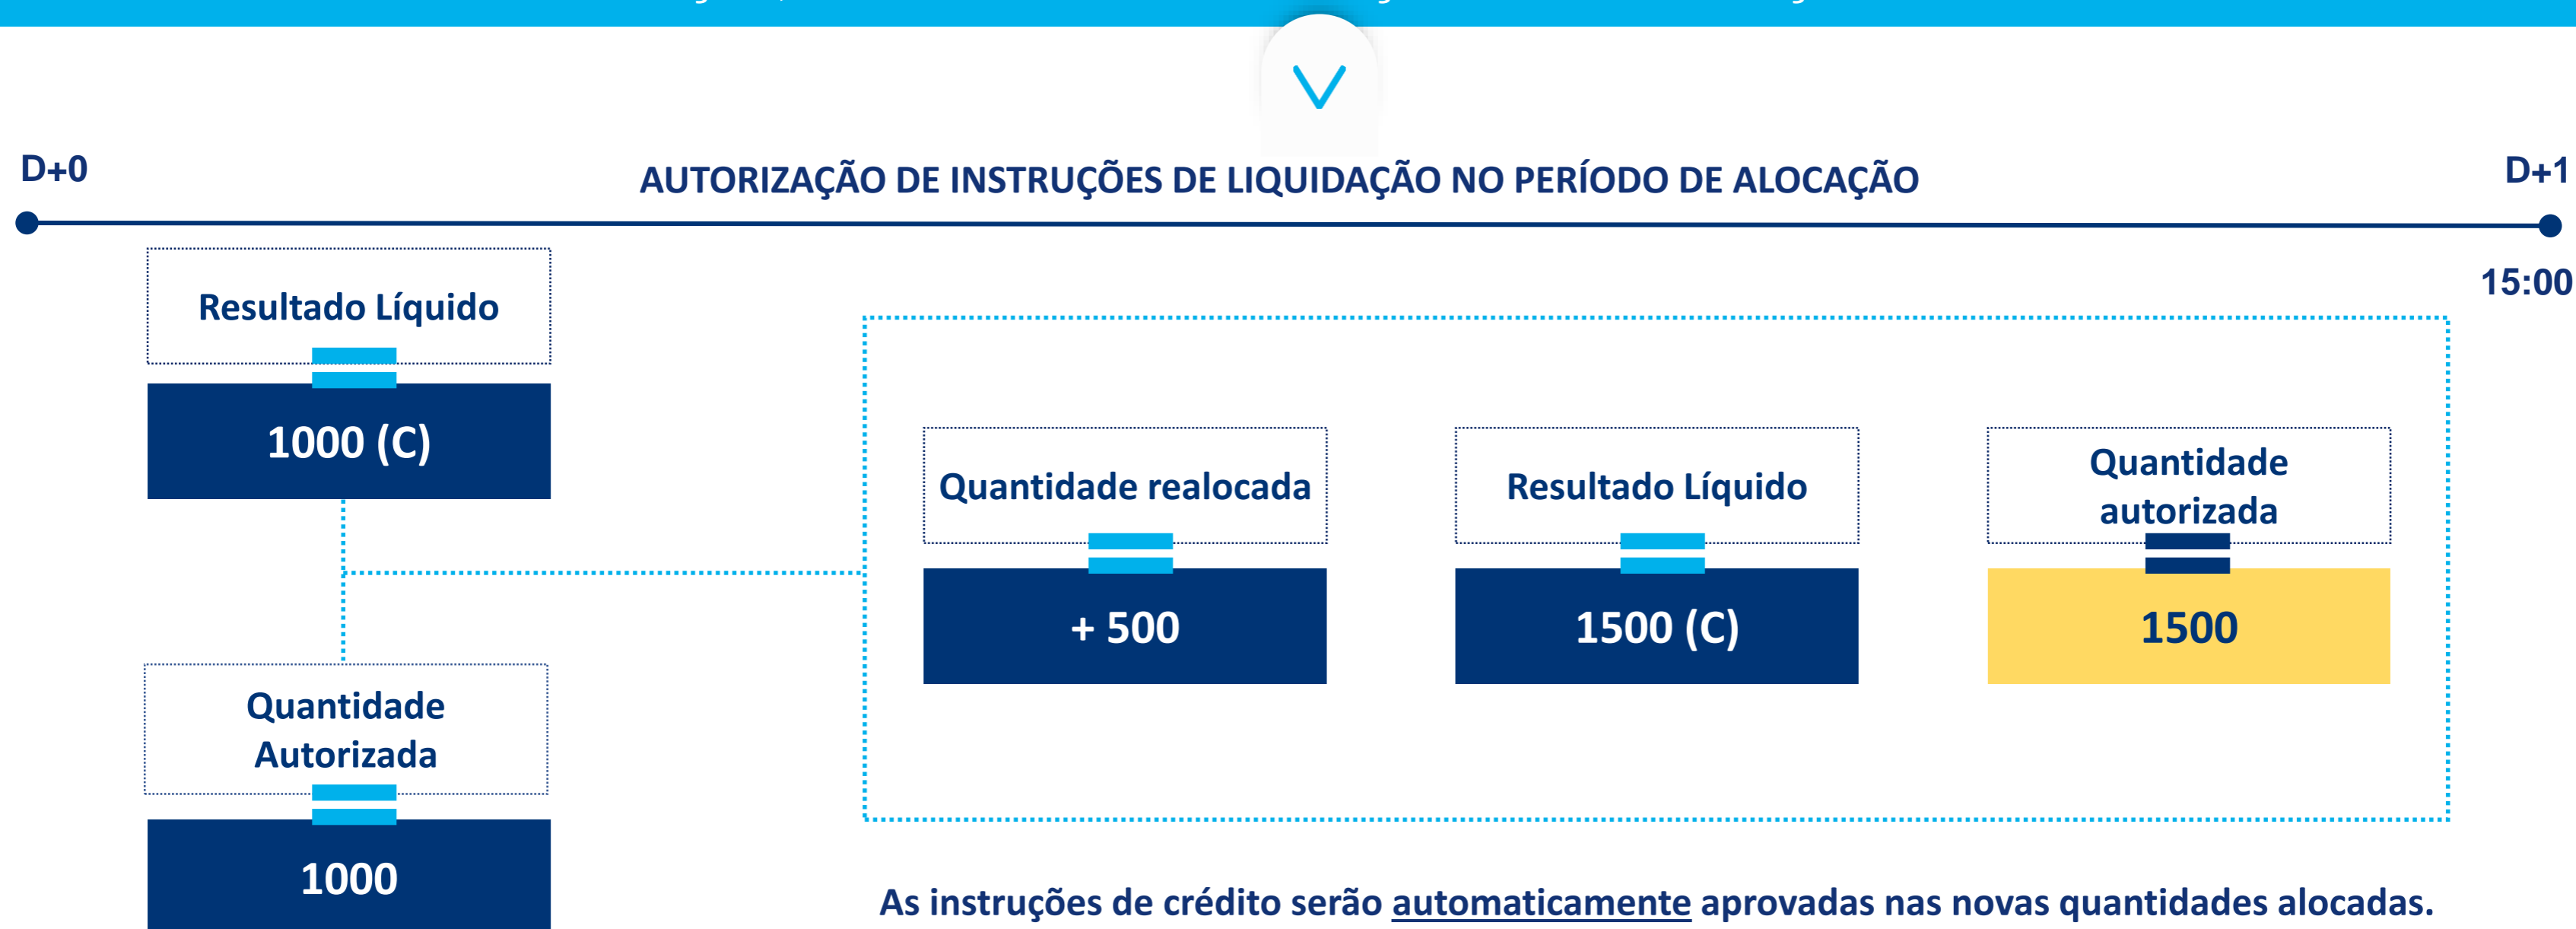 D+0
AUTORIZAÇÃO DE INSTRUÇÕES DE LIQUIDAÇÃO NO PERÍODO DE ALOCAÇÃO
D+1
15:00
Resultado Líquido
1000 (C)
Quantidade
Autorizada
1000
Quantidade realocada
+ 500
Resultado Líquido
1500 (C)
Quantidade
autorizada
1500
As instruções de crédito serão automaticamente aprovadas nas novas quantidades alocadas.